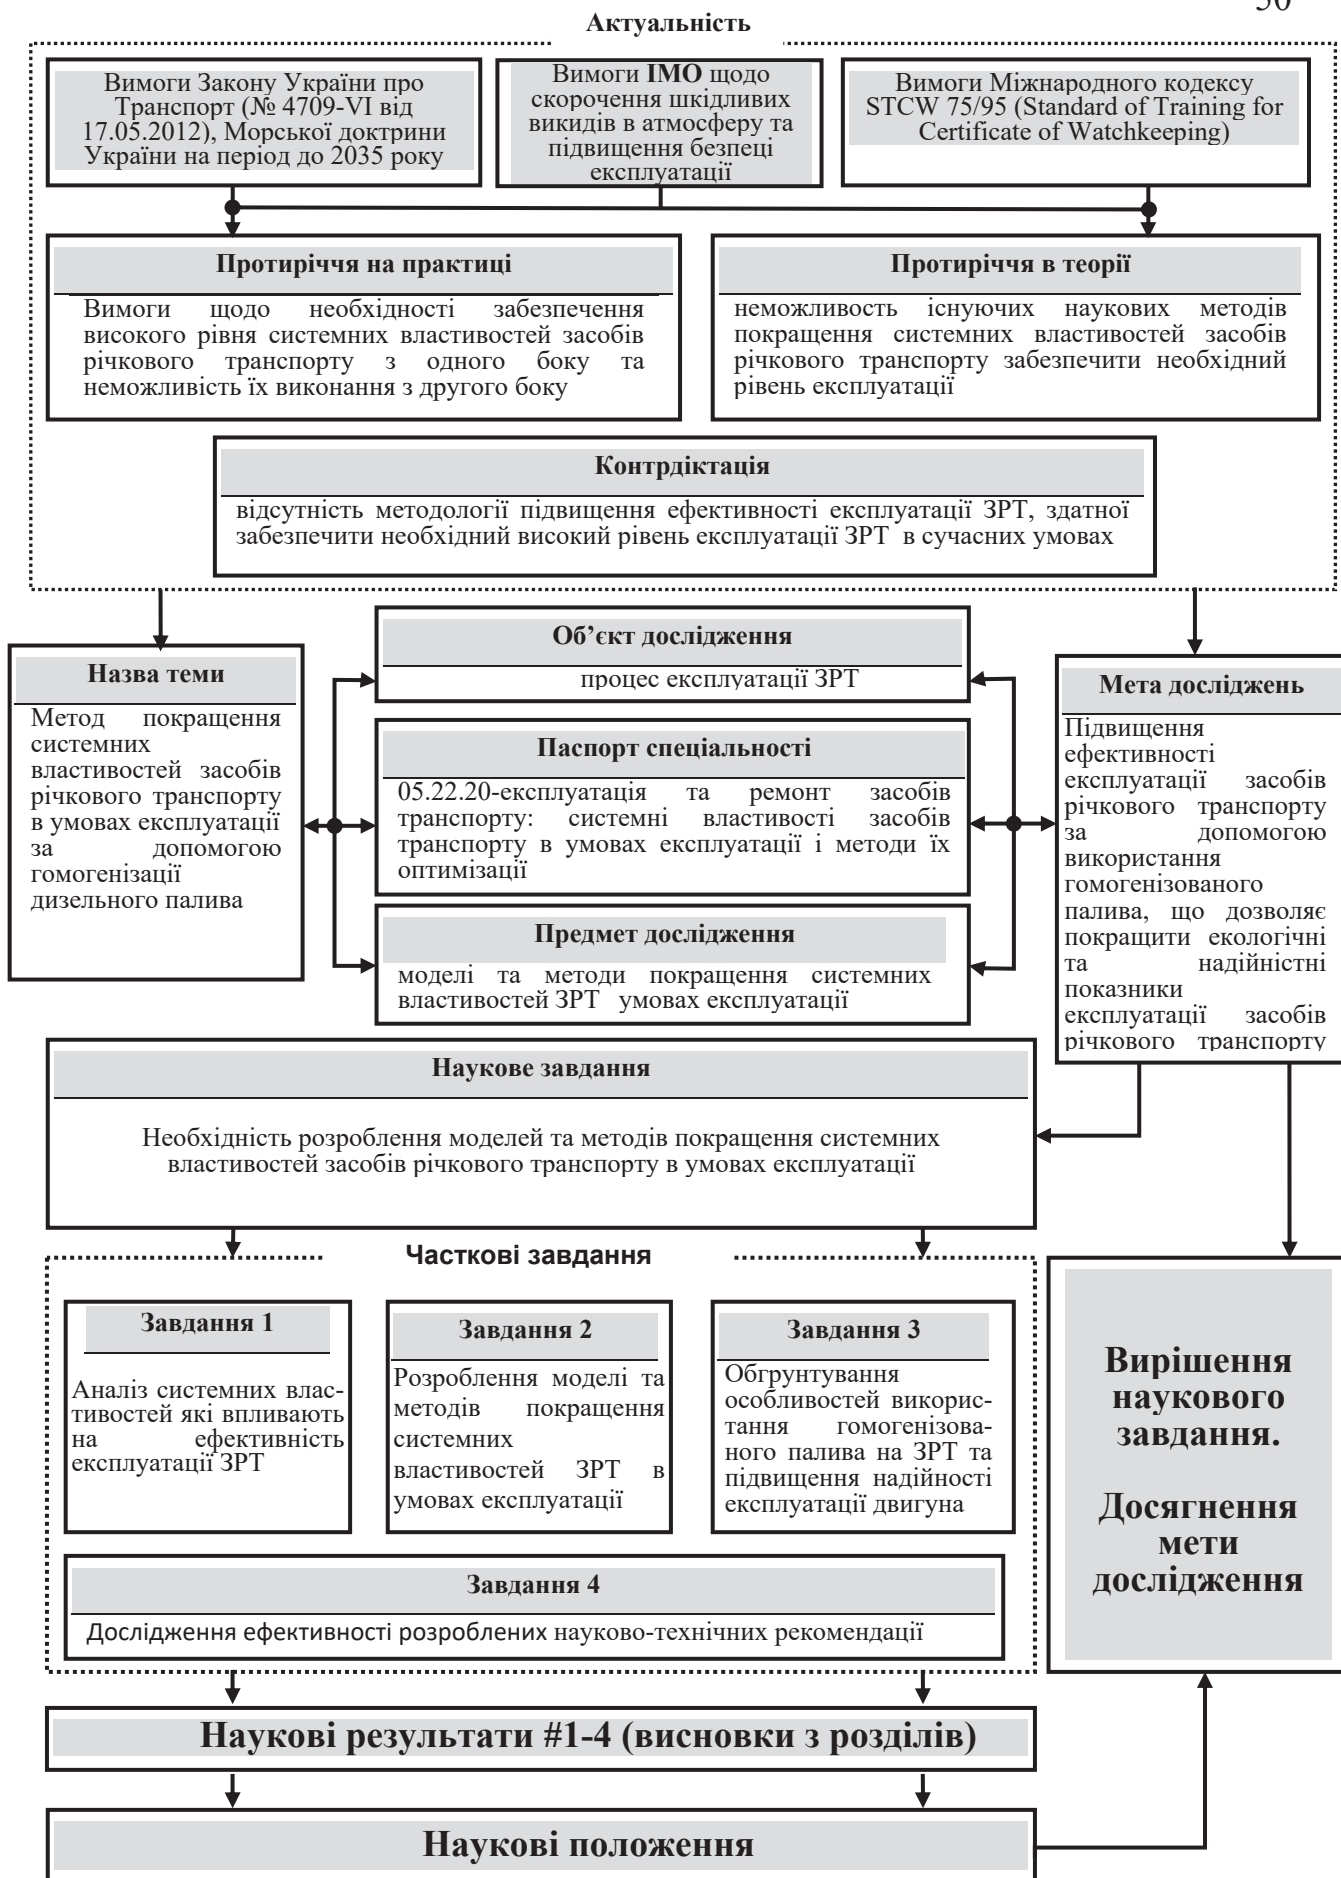 50
Актуальність
Вимоги Закону України про
Транспорт (№ 4709-VI від
17.05.2012), Морської доктрини
України на період до 2035 року
Вимоги ІМО щодо
скорочення шкідливих
викидів в атмосферу та
підвищення безпеці
експлуатації
Вимоги Міжнародного кодексу
STCW 75/95 (Standard of Training for
Certificate of Watchkeeping)
Протиріччя на практиці
Вимоги щодо необхідності забезпечення
високого рівня системних властивостей засобів
річкового транспорту з одного боку та
неможливість їх виконання з другого боку
Протиріччя в теорії
неможливость існуючих наукових методів
покращення системних властивостей засобів
річкового транспорту забезпечити необхідний
рівень експлуатації
Контрдіктація
відсутність методології підвищення ефективності експлуатації ЗРТ, здатної
забезпечити необхідний високий рівень експлуатації ЗРТ в сучасних умовах
Назва теми
Метод покращення
системних
властивостей засобів
річкового транспорту
в умовах експлуатації
за допомогою
гомогенізації
дизельного палива
Об’єкт дослідження
процес експлуатації ЗРТ
Паспорт спеціальності
05.22.20-експлуатація та ремонт засобів
транспорту: системні властивості засобів
транспорту в умовах експлуатації і методи їх
оптимізації
Предмет дослідження
моделі та методи покращення системних
властивостей ЗРТ умовах експлуатації
Мета досліджень
Підвищення
ефективності
експлуатації засобів
річкового транспорту
за допомогою
використання
гомогенізованого
палива, що дозволяє
покращити екологічні
та надійністні
показники
експлуатації засобів
річкового транспорту
Наукове завдання
Необхідність розроблення моделей та методів покращення системних
властивостей засобів річкового транспорту в умовах експлуатації
Часткові завдання
Завдання 1
Аналіз системних влас-
тивостей які впливають
на ефективність
експлуатації ЗРТ
Завдання 2
Розроблення моделі та
методів покращення
системних
властивостей ЗРТ в
умовах експлуатації
Завдання 3
Обгрунтування
особливостей викорис-
тання гомогенізова-
ного палива на ЗРТ та
підвищення надійності
експлуатації двигуна
Завдання 4
Дослідження ефективності розроблених науково-технічних рекомендації
Вирішення
наукового
завдання.
Досягнення
мети
дослідження
Наукові результати #1-4 (висновки з розділів)
Наукові положення